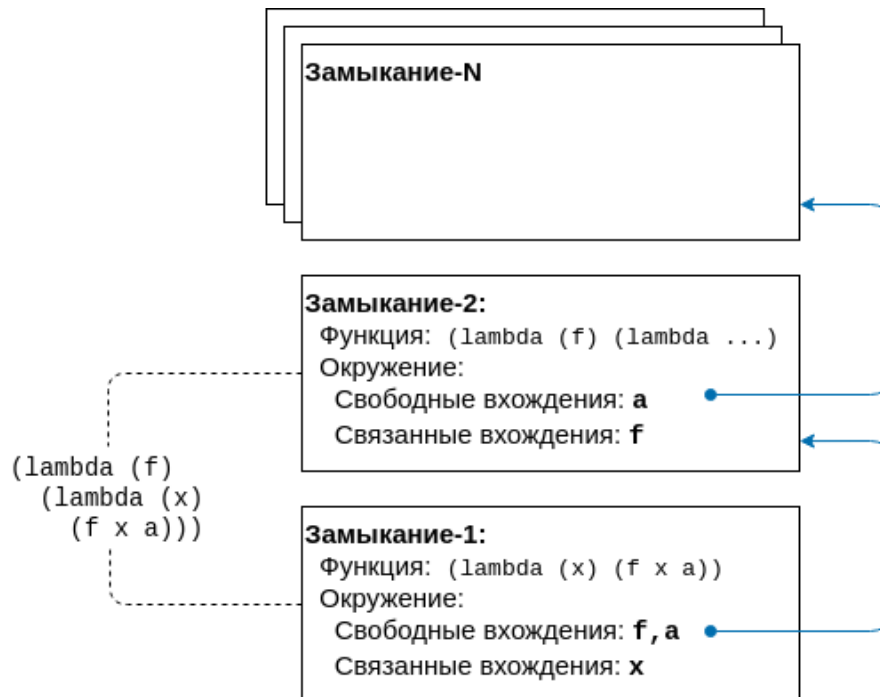 Замыкание-N
Замыкание-2:
Функция: (lambda (f) (lambda ...)
Окружение:
Свободные вхождения: a
Связанные вхождения: f
(lambda (f)
(lambda (x)
(f x a)))
Замыкание-1:
Функция: (lambda (x) (f x a))
Окружение:
Свободные вхождения: f,a
Связанные вхождения: x